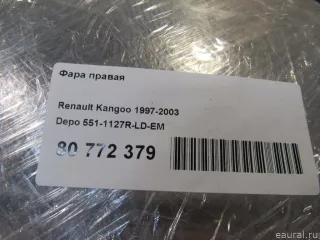 Фара правая
Renault Kangoo 1997-2003
Depo 551-1127R-LD-EM
80 772 379
eaural.ru